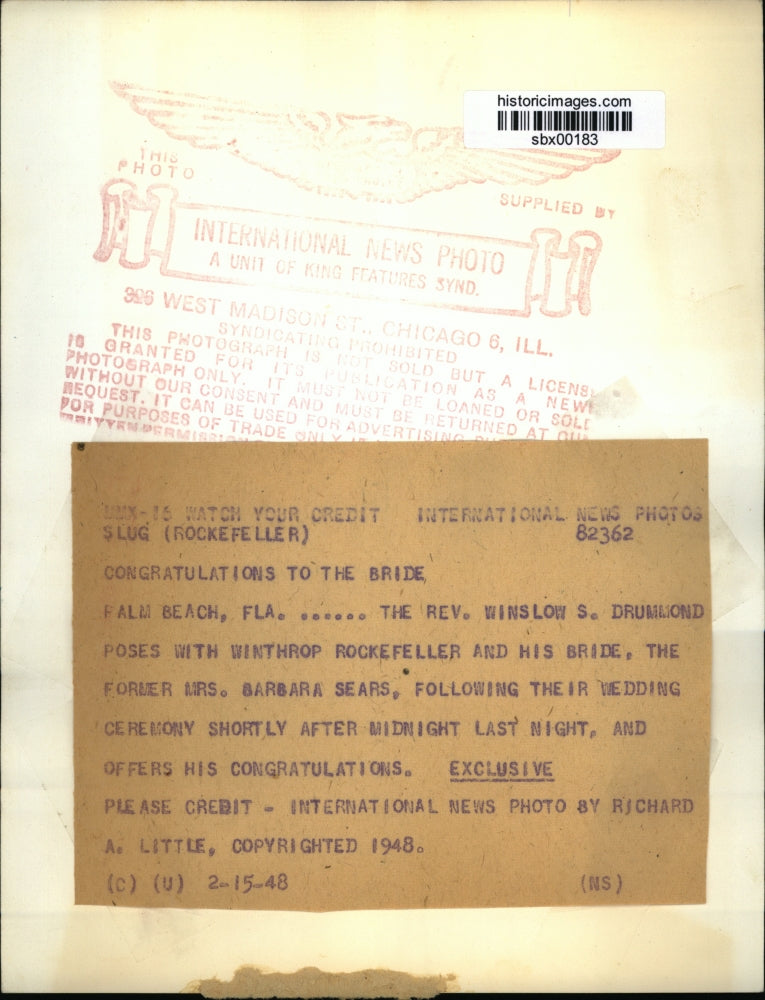 historicimages.com
sbx00183
THIS
PHOTO
SUPPLIED BY
INTERNATIONAL NEWS PHOTO
A UNIT OF KING FEATURES SYND.
326 WEST MADISON ST., CHICAGO 6, ILL.
SYNDICATING PROHIBITED
THIS PHOTOGRAPH IS NOT SOLD BUT A LICENS
IS GRANTED FOR ITS PUBLICATION AS A NEW
PHOTOGRAPH ONLY. IT MUST NOT BE LOANED OR SOLD
WITHOUT OUR CONSENT AND MUST BE RETURNED AT OUR
REQUEST. IT CAN BE USED FOR ADVERTISING
FOR PURPOSES OF TRADE ONLY
WRITTEN PERMISSION
16 WATCH YOUR CREDIT INTERNATIONAL NEWS PHOTOS
SLUG (ROCKEFELLER) 82362
CONGRATULATIONS TO THE BRIDE
PALM BEACH, FLA. ...... THE REV. WINSLOW S. DRUMMOND
POSES WITH WINTHROP ROCKEFELLER AND HIS BRIDE, THE
FORMER MRS. BARBARA SEARS, FOLLOWING THEIR WEDDING
CEREMONY SHORTLY AFTER MIDNIGHT LAST NIGHT, AND
OFFERS HIS CONGRATULATIONS. EXCLUSIVE
PLEASE CREDIT - INTERNATIONAL NEWS PHOTO BY RICHARD
A. LITTLE, COPYRIGHTED 1948.
(C) (U) 2-15-48 (NS)